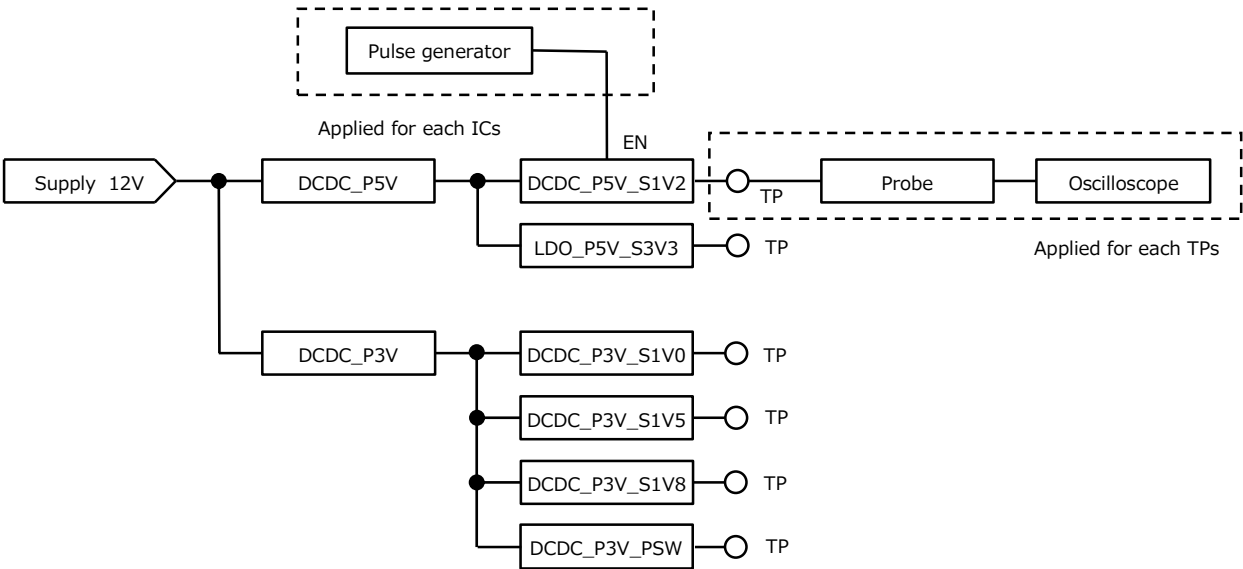 Pulse generator
Applied for each ICs
EN
Supply 12V
DCDC_P5V
DCDC_P5V_S1V2
TP
Probe
Oscilloscope
LDO_P5V_S3V3
TP
Applied for each TPs
DCDC_P3V
DCDC_P3V_S1V0
TP
DCDC_P3V_S1V5
TP
DCDC_P3V_S1V8
TP
DCDC_P3V_PSW
TP